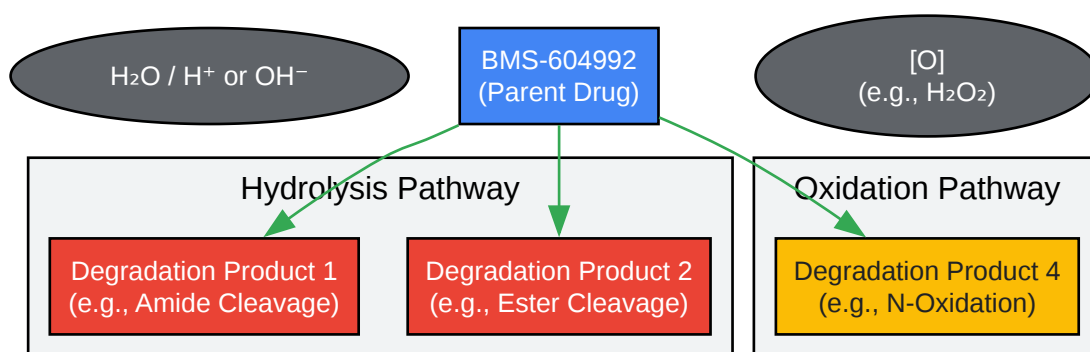 H₂O / H⁺ or OH⁻
BMS-604992
(Parent Drug)
[O]
(e.g., H₂O₂)
Hydrolysis Pathway
Oxidation Pathway
Degradation Product 1
(e.g., Amide Cleavage)
Degradation Product 2
(e.g., Ester Cleavage)
Degradation Product 4
(e.g., N-Oxidation)